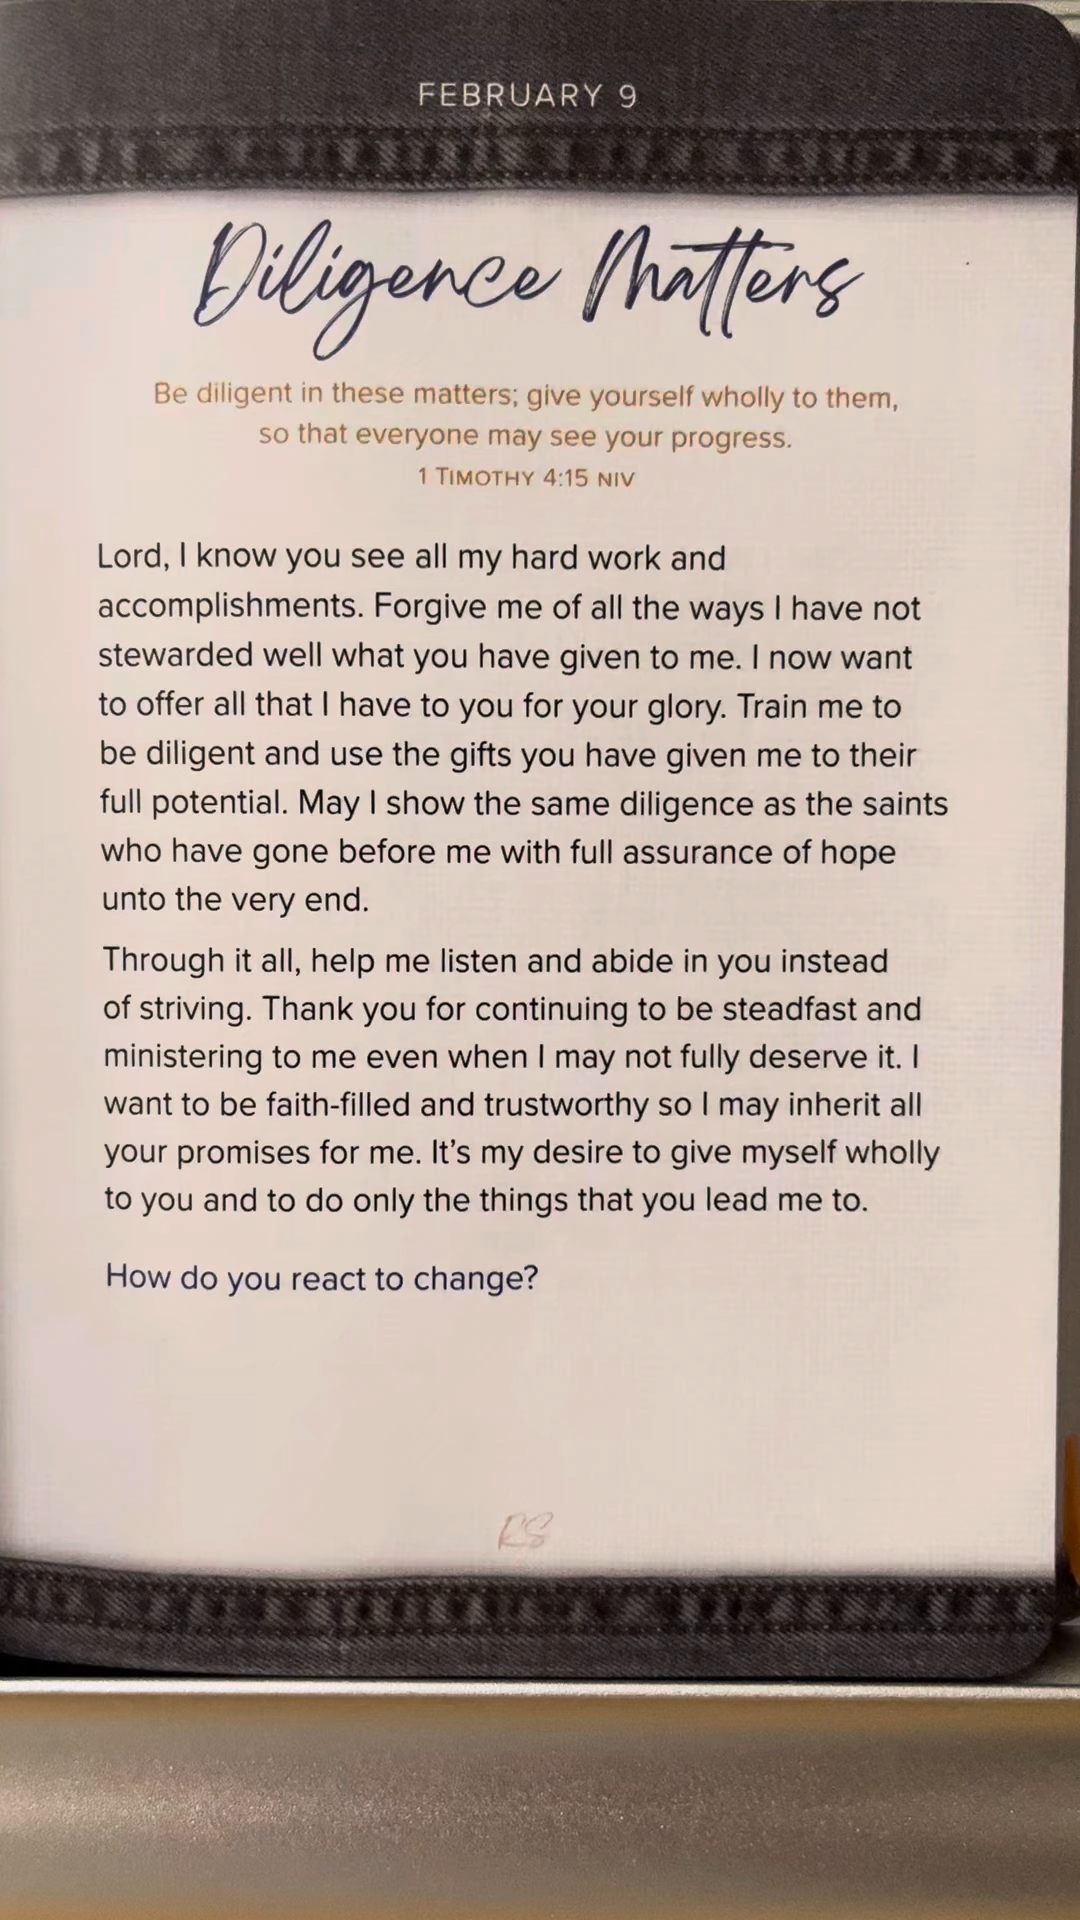 FEBRUARY 9
Diligence Matters
Be diligent in these matters; give yourself wholly to them,
so that everyone may see your progress.
1 TIMOTHY 4:15 NIV
Lord, I know you see all my hard work and
accomplishments. Forgive me of all the ways I have not
stewarded well what you have given to me. I now want
to offer all that I have to you for your glory. Train me to
be diligent and use the gifts you have given me to their
full potential. May I show the same diligence as the saints
who have gone before me with full assurance of hope
unto the very end.
Through it all, help me listen and abide in you instead
of striving. Thank you for continuing to be steadfast and
ministering to me even when I may not fully deserve it. I
want to be faith-filled and trustworthy so I may inherit all
your promises for me. It's my desire to give myself wholly
to you and to do only the things that you lead me to.
How do you react to change?
RS